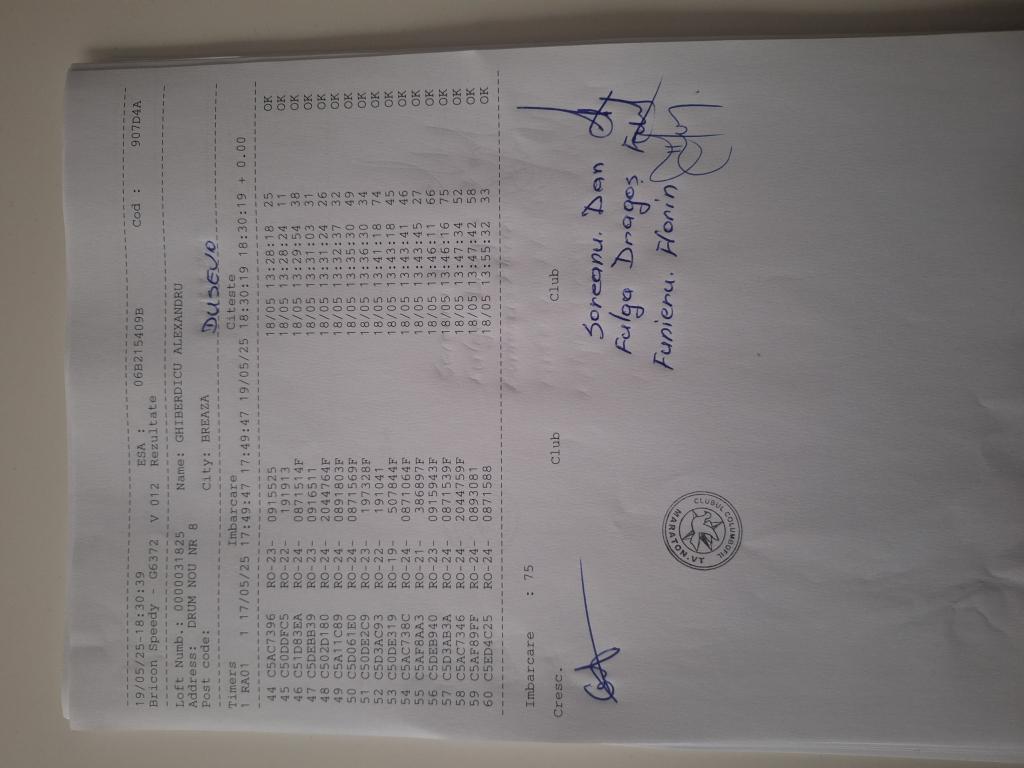 19/05/25-18:30:39 ESA : 06B215409B Cod : 907D4A
Bricon Speedy - G6372 V 012 Rezultate
Loft Numb.: 0000031825 Name: GHIBERDICU ALEXANDRU
Address: DRUM NOU NR 8
Post code: City: BREAZA DUSEVO
Timers Imbarcare Citeste
1 RA01 1 17/05/25 17:49:47 17:49:47 19/05/25 18:30:19 18:30:19 + 0.00
44 C5AC7396 RO-23- 0915525 18/05 13:28:18 25 OK
45 C50DDFC5 RO-22- 191913 18/05 13:28:24 11 OK
46 C51D83EA RO-24- 0871514F 18/05 13:29:54 38 OK
47 C5DEBB39 RO-23- 0916511 18/05 13:31:03 31 OK
48 C502D180 RO-24- 2044764F 18/05 13:31:24 26 OK
49 C5A11C89 RO-24- 0891803F 18/05 13:32:37 32 OK
50 C5D061B0 RO-24- 0871569F 18/05 13:35:30 49 OK
51 C50DE2C9 RO-23- 197328F 18/05 13:36:30 34 OK
52 C5D3AC93 RO-22- 191041 18/05 13:41:18 74 OK
53 C50DE319 RO-19- 507844F 18/05 13:43:18 45 OK
54 C5AC738C RO-24- 0871064F 18/05 13:43:41 46 OK
55 C5AF8AA3 RO-21- 386897F 18/05 13:43:45 27 OK
56 C5DEB940 RO-23- 0915943F 18/05 13:46:11 66 OK
57 C5D3AB3A RO-24- 0871539F 18/05 13:46:16 75 OK
58 C5AC7346 RO-24- 2044759F 18/05 13:47:34 52 OK
59 C5AF89FF RO-24- 0893081 18/05 13:47:42 58 OK
60 C5ED4C25 RO-24- 0871588 18/05 13:55:32 33 OK
Imbarcare : 75
Cresc. Club Club
Soreanu. Dan
Fulga Dragos
Funieru. Florin
CLUBUL COLUMBOFIL
MARATON.VT